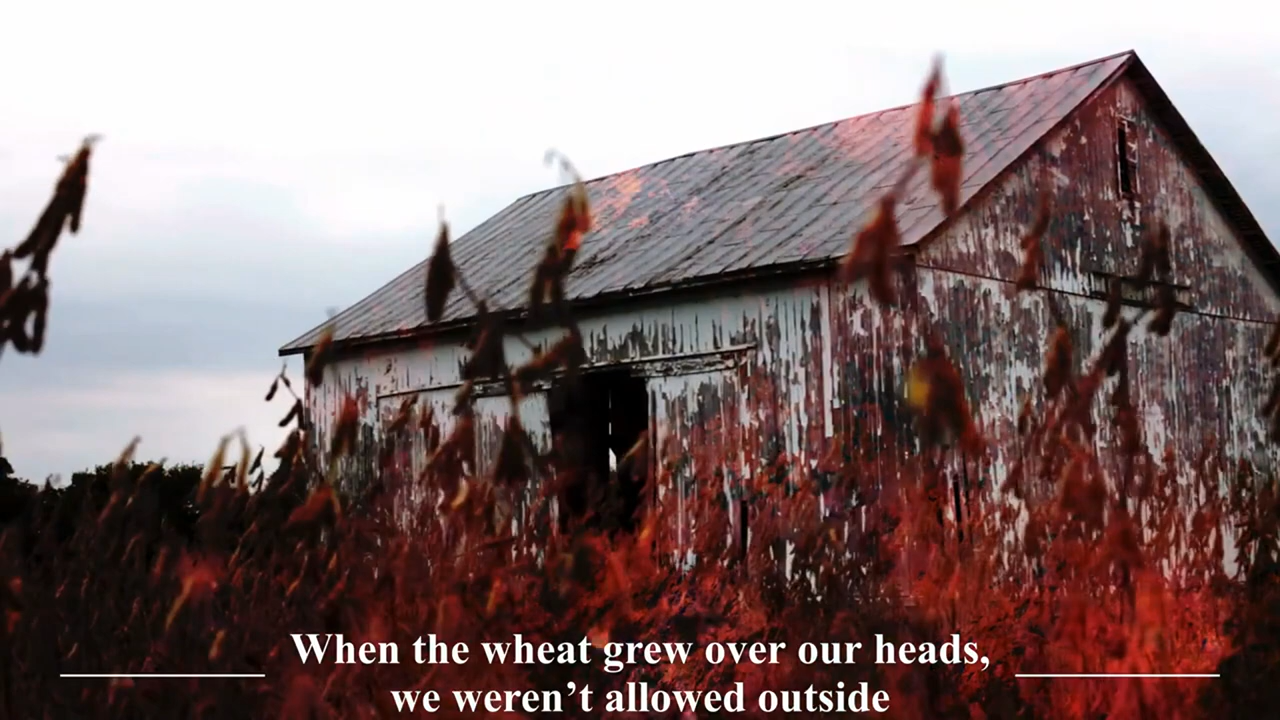 When the wheat grew over our heads,
we weren’t allowed outside